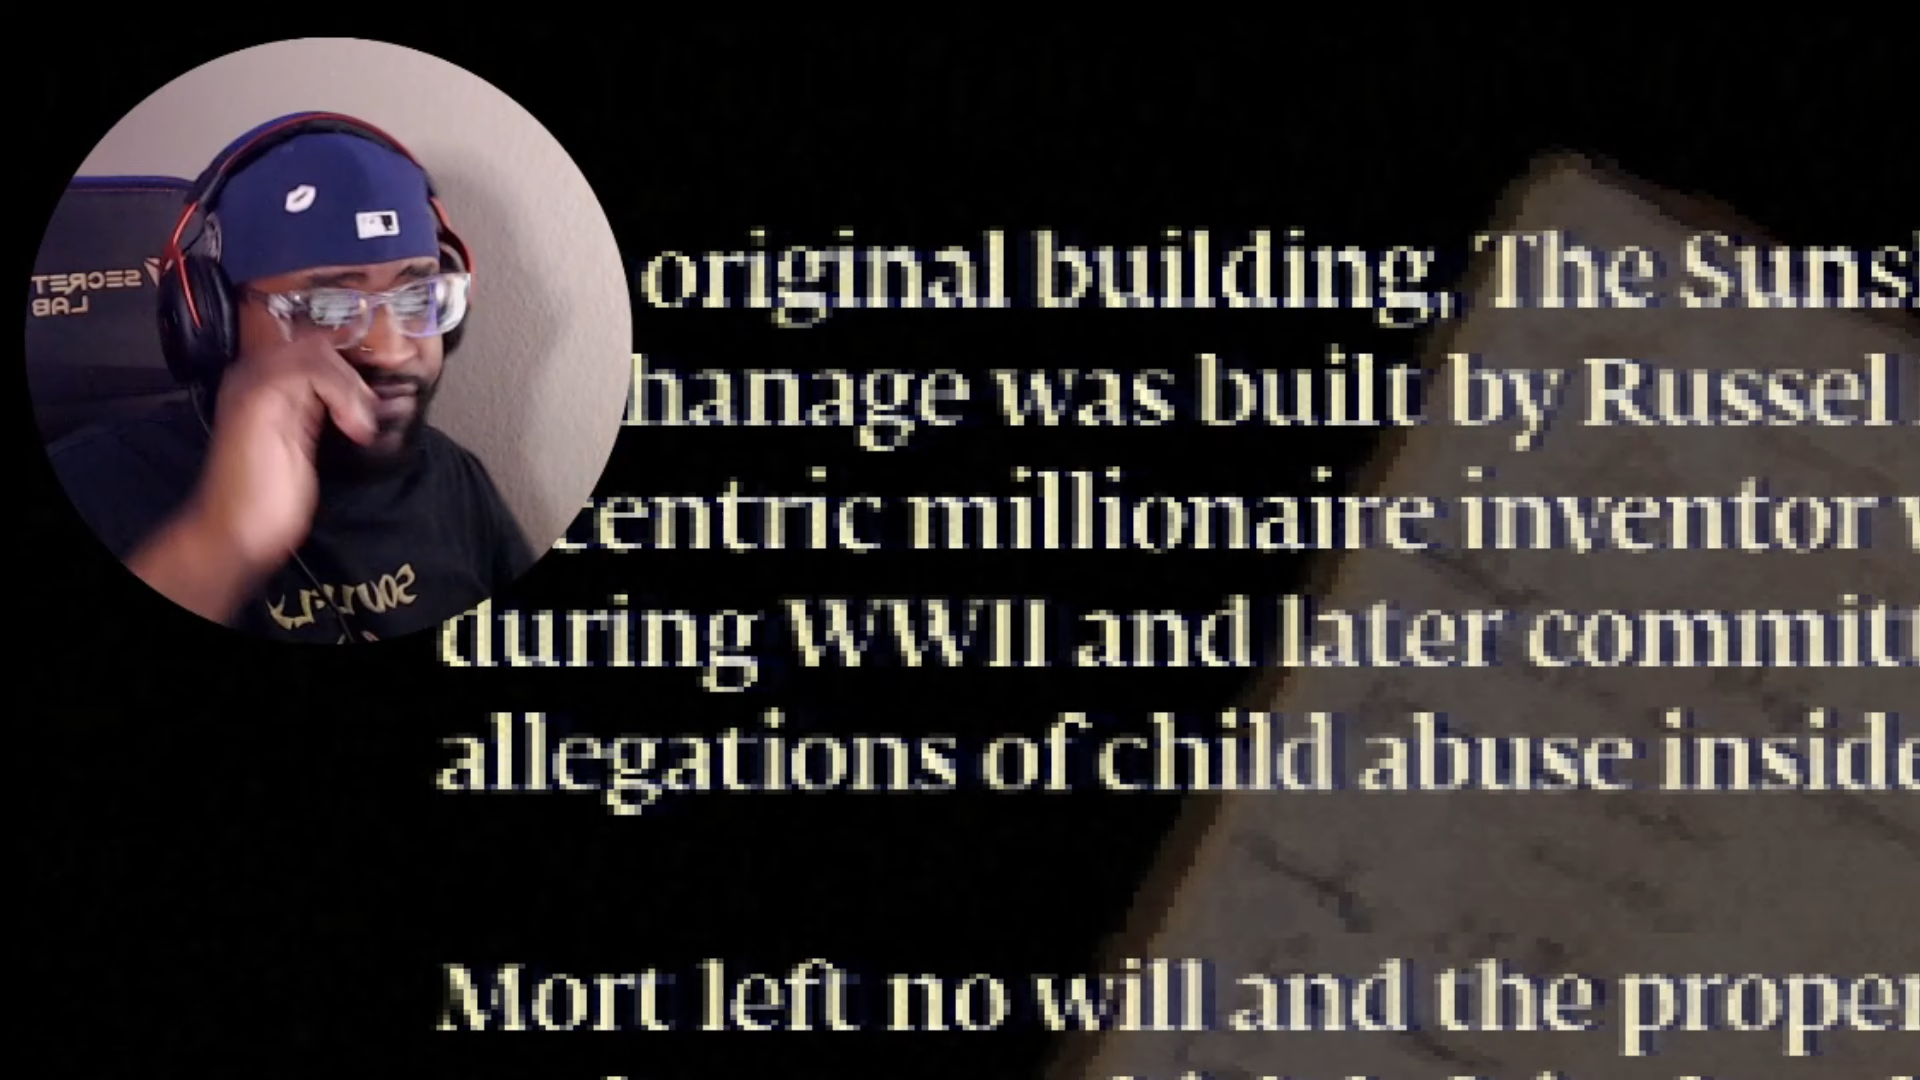 SECRET
LAB
original building, The Suns
hanage was built by Russel
centric millionaire inventor
during WWII and later commit
allegations of child abuse inside
Mort left no will and the proper